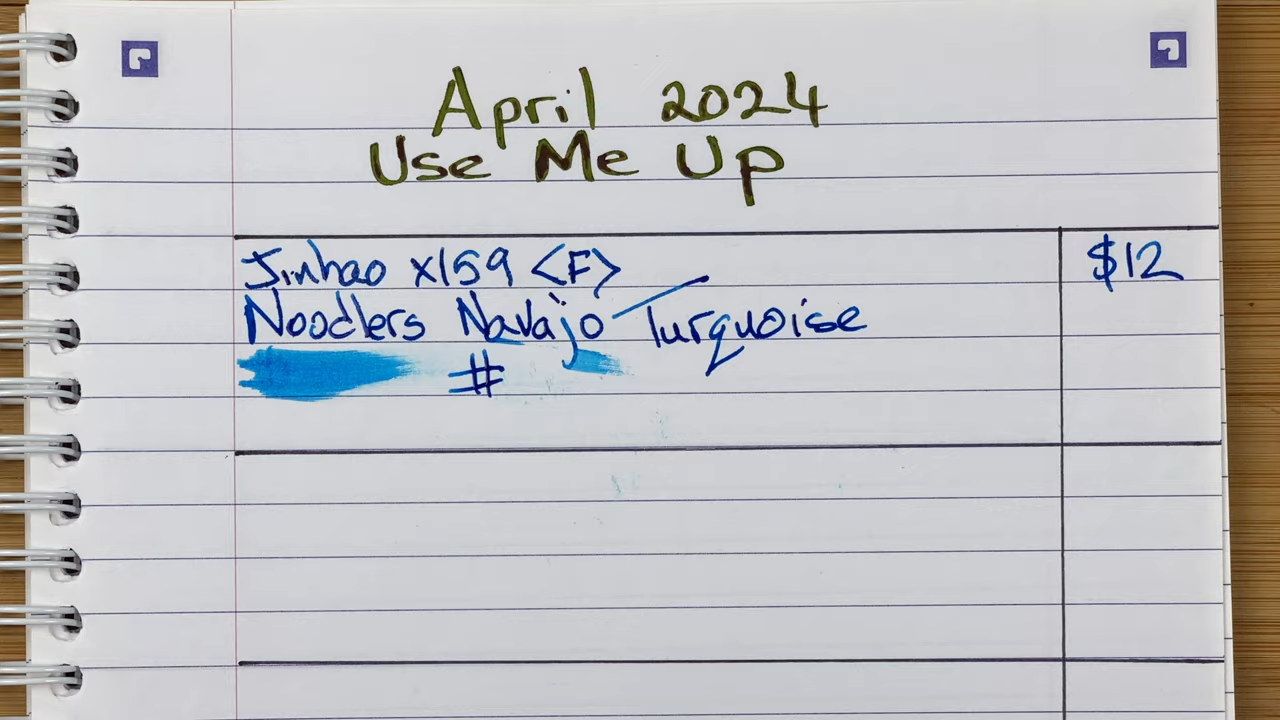 April 2024
Use Me Up
Jinhao x159 <F> $12
Noodlers Navajo Turquoise
#